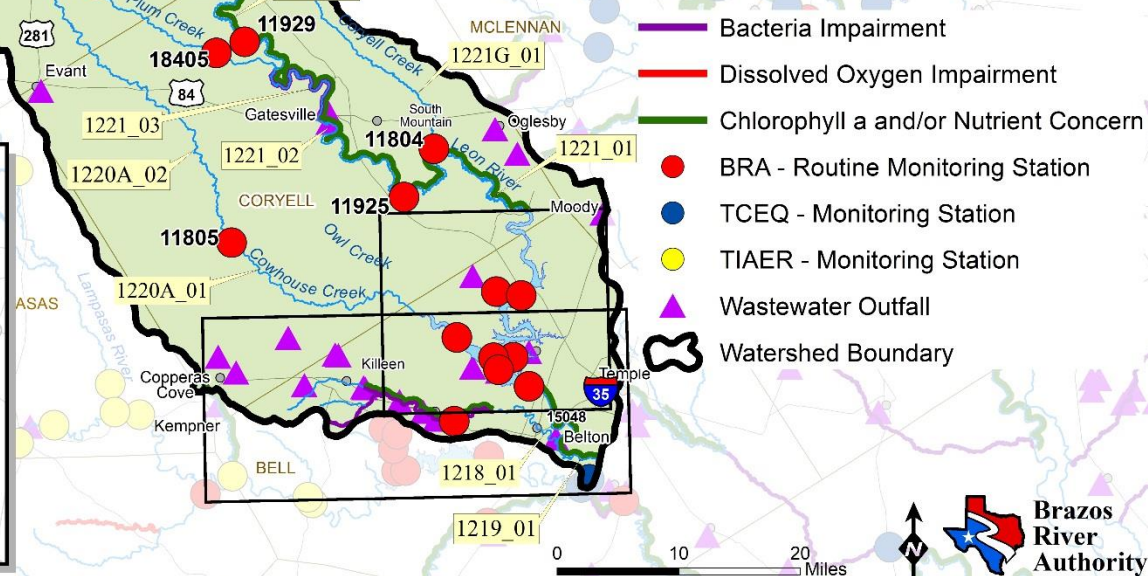 Plum Creek
11929
18405
281
Evant
84
1221_03
Gatesville
1221_02
1220A_02
CORYELL
Coryell Creek
MCLENNAN
1221G_01
South
Mountain
11804
Oglesby
Leon River
1221_01
11925
Moody
11805
Owl Creek
Cowhouse Creek
1220A_01
ASAS
Lampasas River
Killeen
Copperas
Cove
Kempner
Temple
35
15048
Belton
BELL
1218_01
1219_01
Bacteria Impairment
Dissolved Oxygen Impairment
Chlorophyll a and/or Nutrient Concern
BRA - Routine Monitoring Station
TCEQ - Monitoring Station
TIAER - Monitoring Station
Wastewater Outfall
Watershed Boundary
0 10 20
Miles
N
Brazos
River
Authority